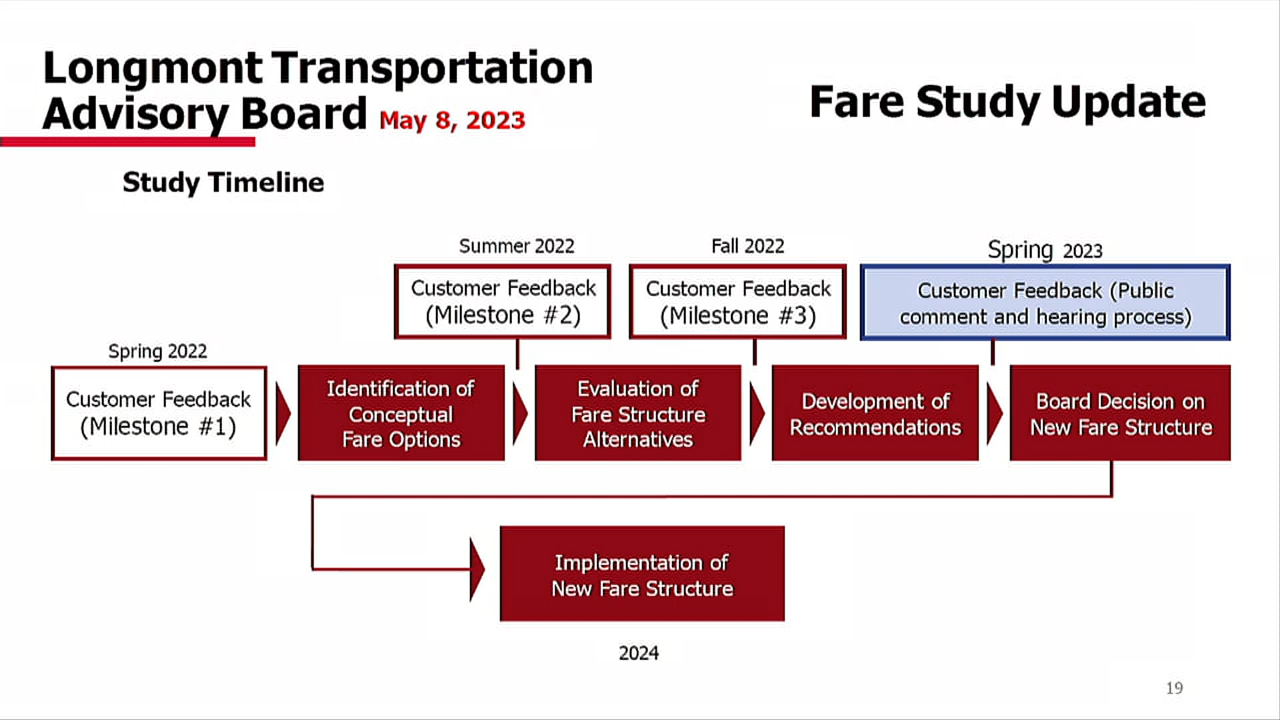 Longmont Transportation
Advisory Board May 8, 2023
Fare Study Update
Study Timeline
Summer 2022
Fall 2022
Spring 2023
Customer Feedback
(Milestone #2)
Customer Feedback
(Milestone #3)
Customer Feedback (Public
comment and hearing process)
Spring 2022
Customer Feedback
(Milestone #1)
Identification of
Conceptual
Fare Options
Evaluation of
Fare Structure
Alternatives
Development of
Recommendations
Board Decision on
New Fare Structure
Implementation of
New Fare Structure
2024
19